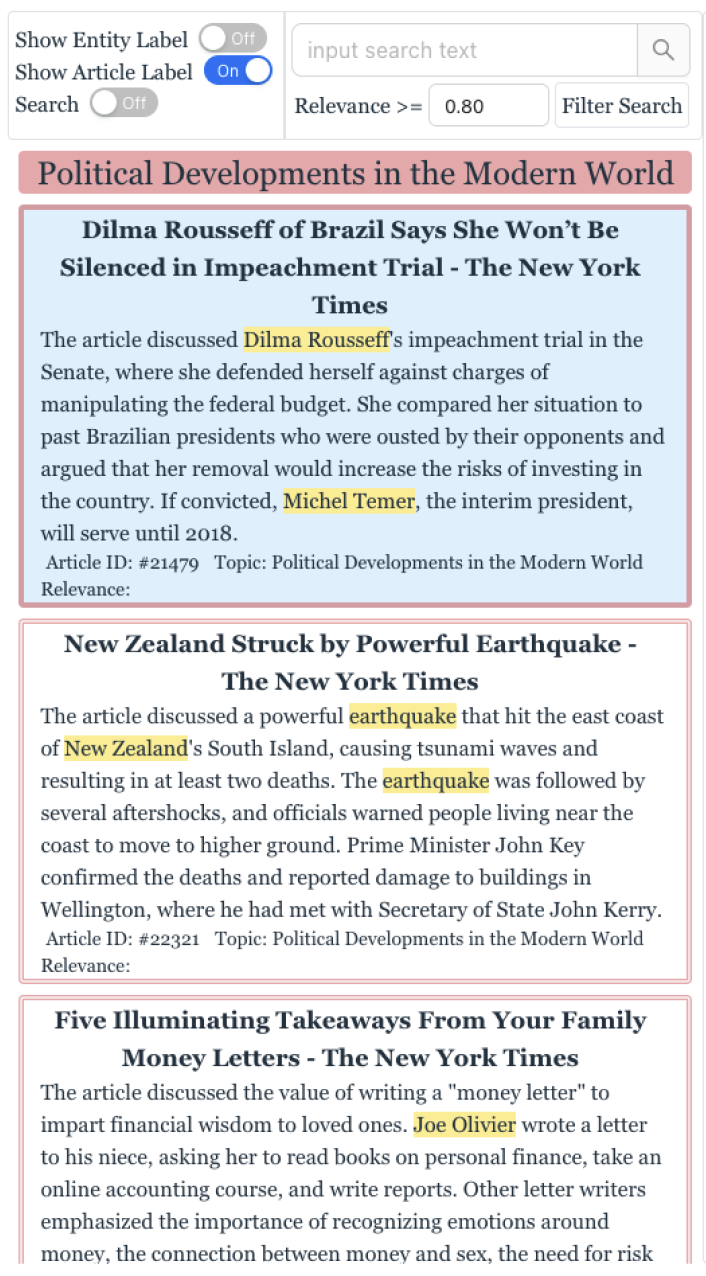 Show Entity Label Off
Show Article Label On
Search Off
input search text
Relevance >= 0.80 Filter Search
Political Developments in the Modern World
Dilma Rousseff of Brazil Says She Won’t Be
Silenced in Impeachment Trial - The New York
Times
The article discussed Dilma Rousseff's impeachment trial in the
Senate, where she defended herself against charges of
manipulating the federal budget. She compared her situation to
past Brazilian presidents who were ousted by their opponents and
argued that her removal would increase the risks of investing in
the country. If convicted, Michel Temer, the interim president,
will serve until 2018.
Article ID: #21479 Topic: Political Developments in the Modern World
Relevance:
New Zealand Struck by Powerful Earthquake -
The New York Times
The article discussed a powerful earthquake that hit the east coast
of New Zealand's South Island, causing tsunami waves and
resulting in at least two deaths. The earthquake was followed by
several aftershocks, and officials warned people living near the
coast to move to higher ground. Prime Minister John Key
confirmed the deaths and reported damage to buildings in
Wellington, where he had met with Secretary of State John Kerry.
Article ID: #22321 Topic: Political Developments in the Modern World
Relevance:
Five Illuminating Takeaways From Your Family
Money Letters - The New York Times
The article discussed the value of writing a "money letter" to
impart financial wisdom to loved ones. Joe Olivier wrote a letter
to his niece, asking her to read books on personal finance, take an
online accounting course, and write reports. Other letter writers
emphasized the importance of recognizing emotions around
money, the connection between money and sex, the need for risk